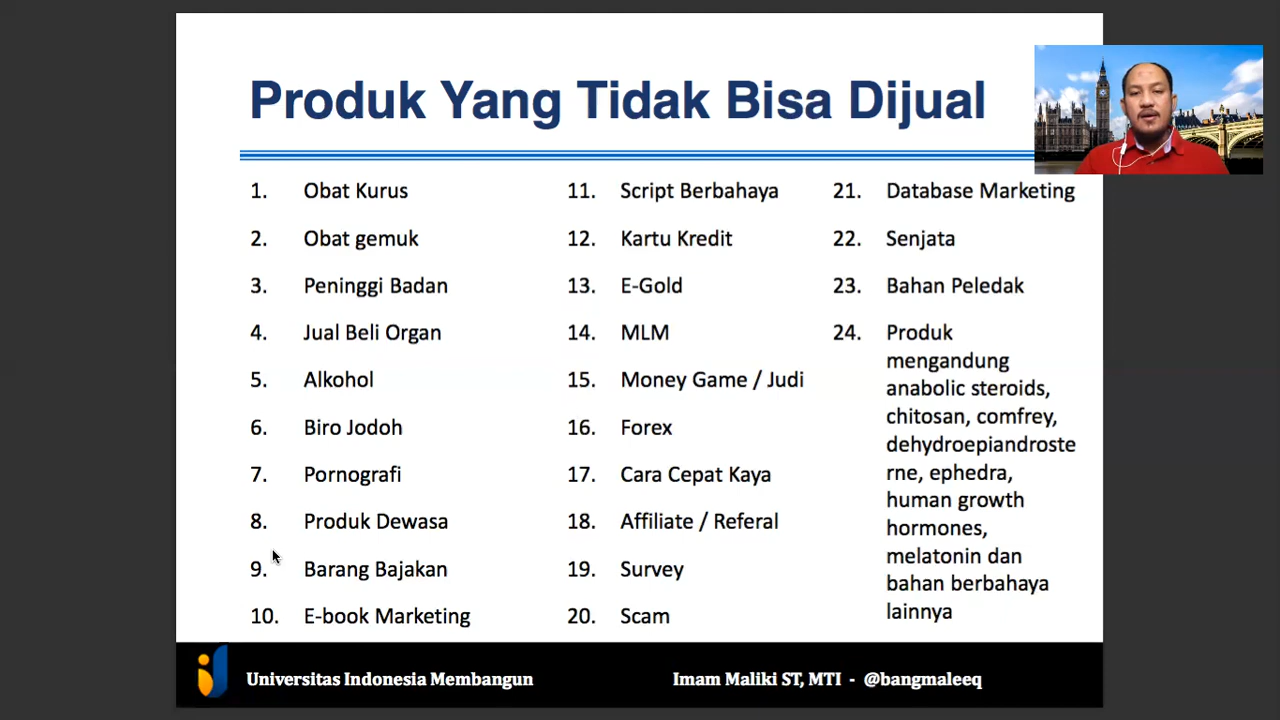 Produk Yang Tidak Bisa Dijual
1. Obat Kurus
2. Obat gemuk
3. Peninggi Badan
4. Jual Beli Organ
5. Alkohol
6. Biro Jodoh
7. Pornografi
8. Produk Dewasa
9. Barang Bajakan
10. E-book Marketing
11. Script Berbahaya
12. Kartu Kredit
13. E-Gold
14. MLM
15. Money Game / Judi
16. Forex
17. Cara Cepat Kaya
18. Affiliate / Referal
19. Survey
20. Scam
21. Database Marketing
22. Senjata
23. Bahan Peledak
24. Produk
mengandung
anabolic steroids,
chitosan, comfrey,
dehydroepiandroste
rne, ephedra,
human growth
hormones,
melatonin dan
bahan berbahaya
lainnya
Universitas Indonesia Membangun
Imam Maliki ST, MTI - @bangmaleeq